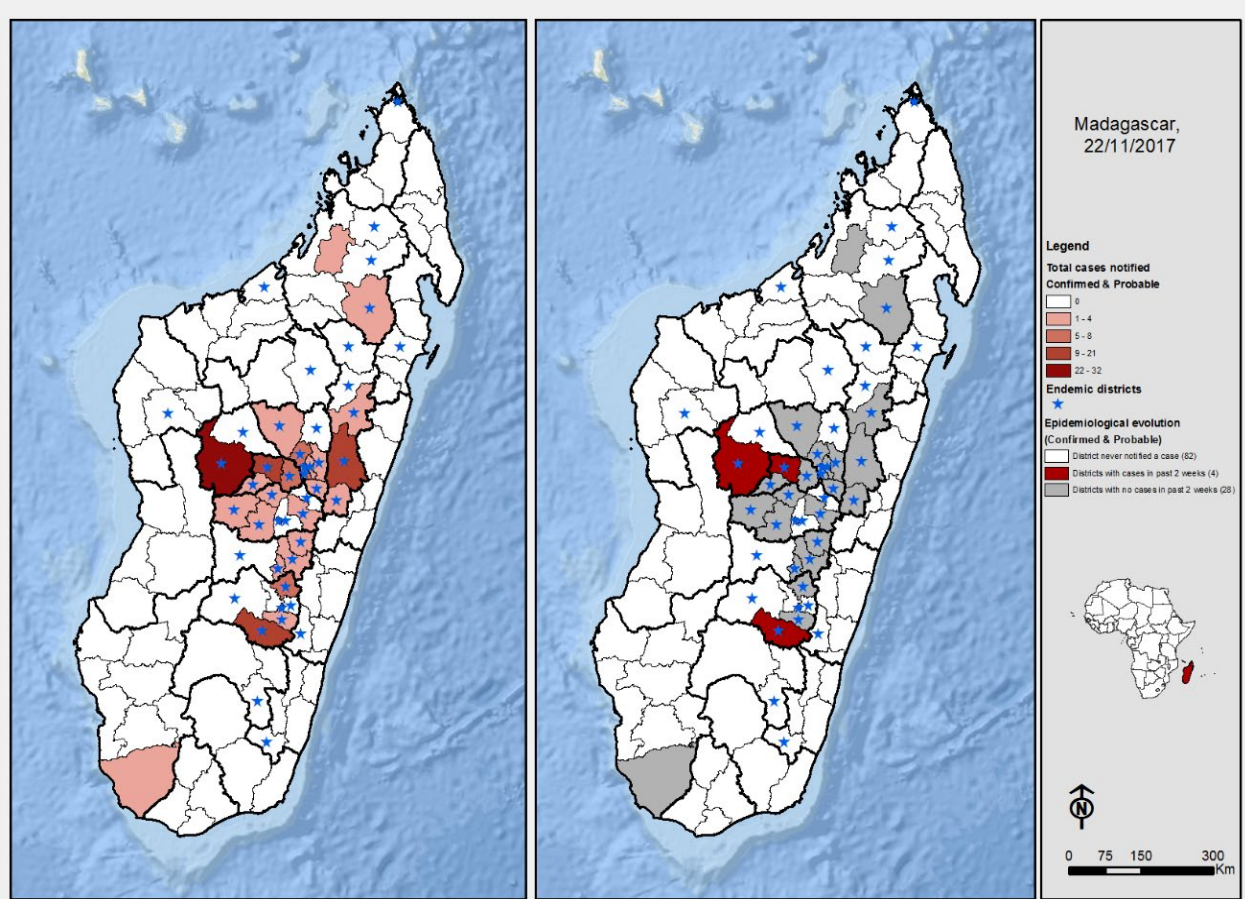 Madagascar,
22/11/2017
Legend
Total cases notified
Confirmed & Probable
0
1 - 4
5 - 8
9 - 21
22 - 32
Endemic districts
Epidemiological evolution
(Confirmed & Probable)
District never notified a case (82)
Districts with cases in past 2 weeks (4)
Districts with no cases in past 2 weeks (28)
N
0 75 150 300
Km